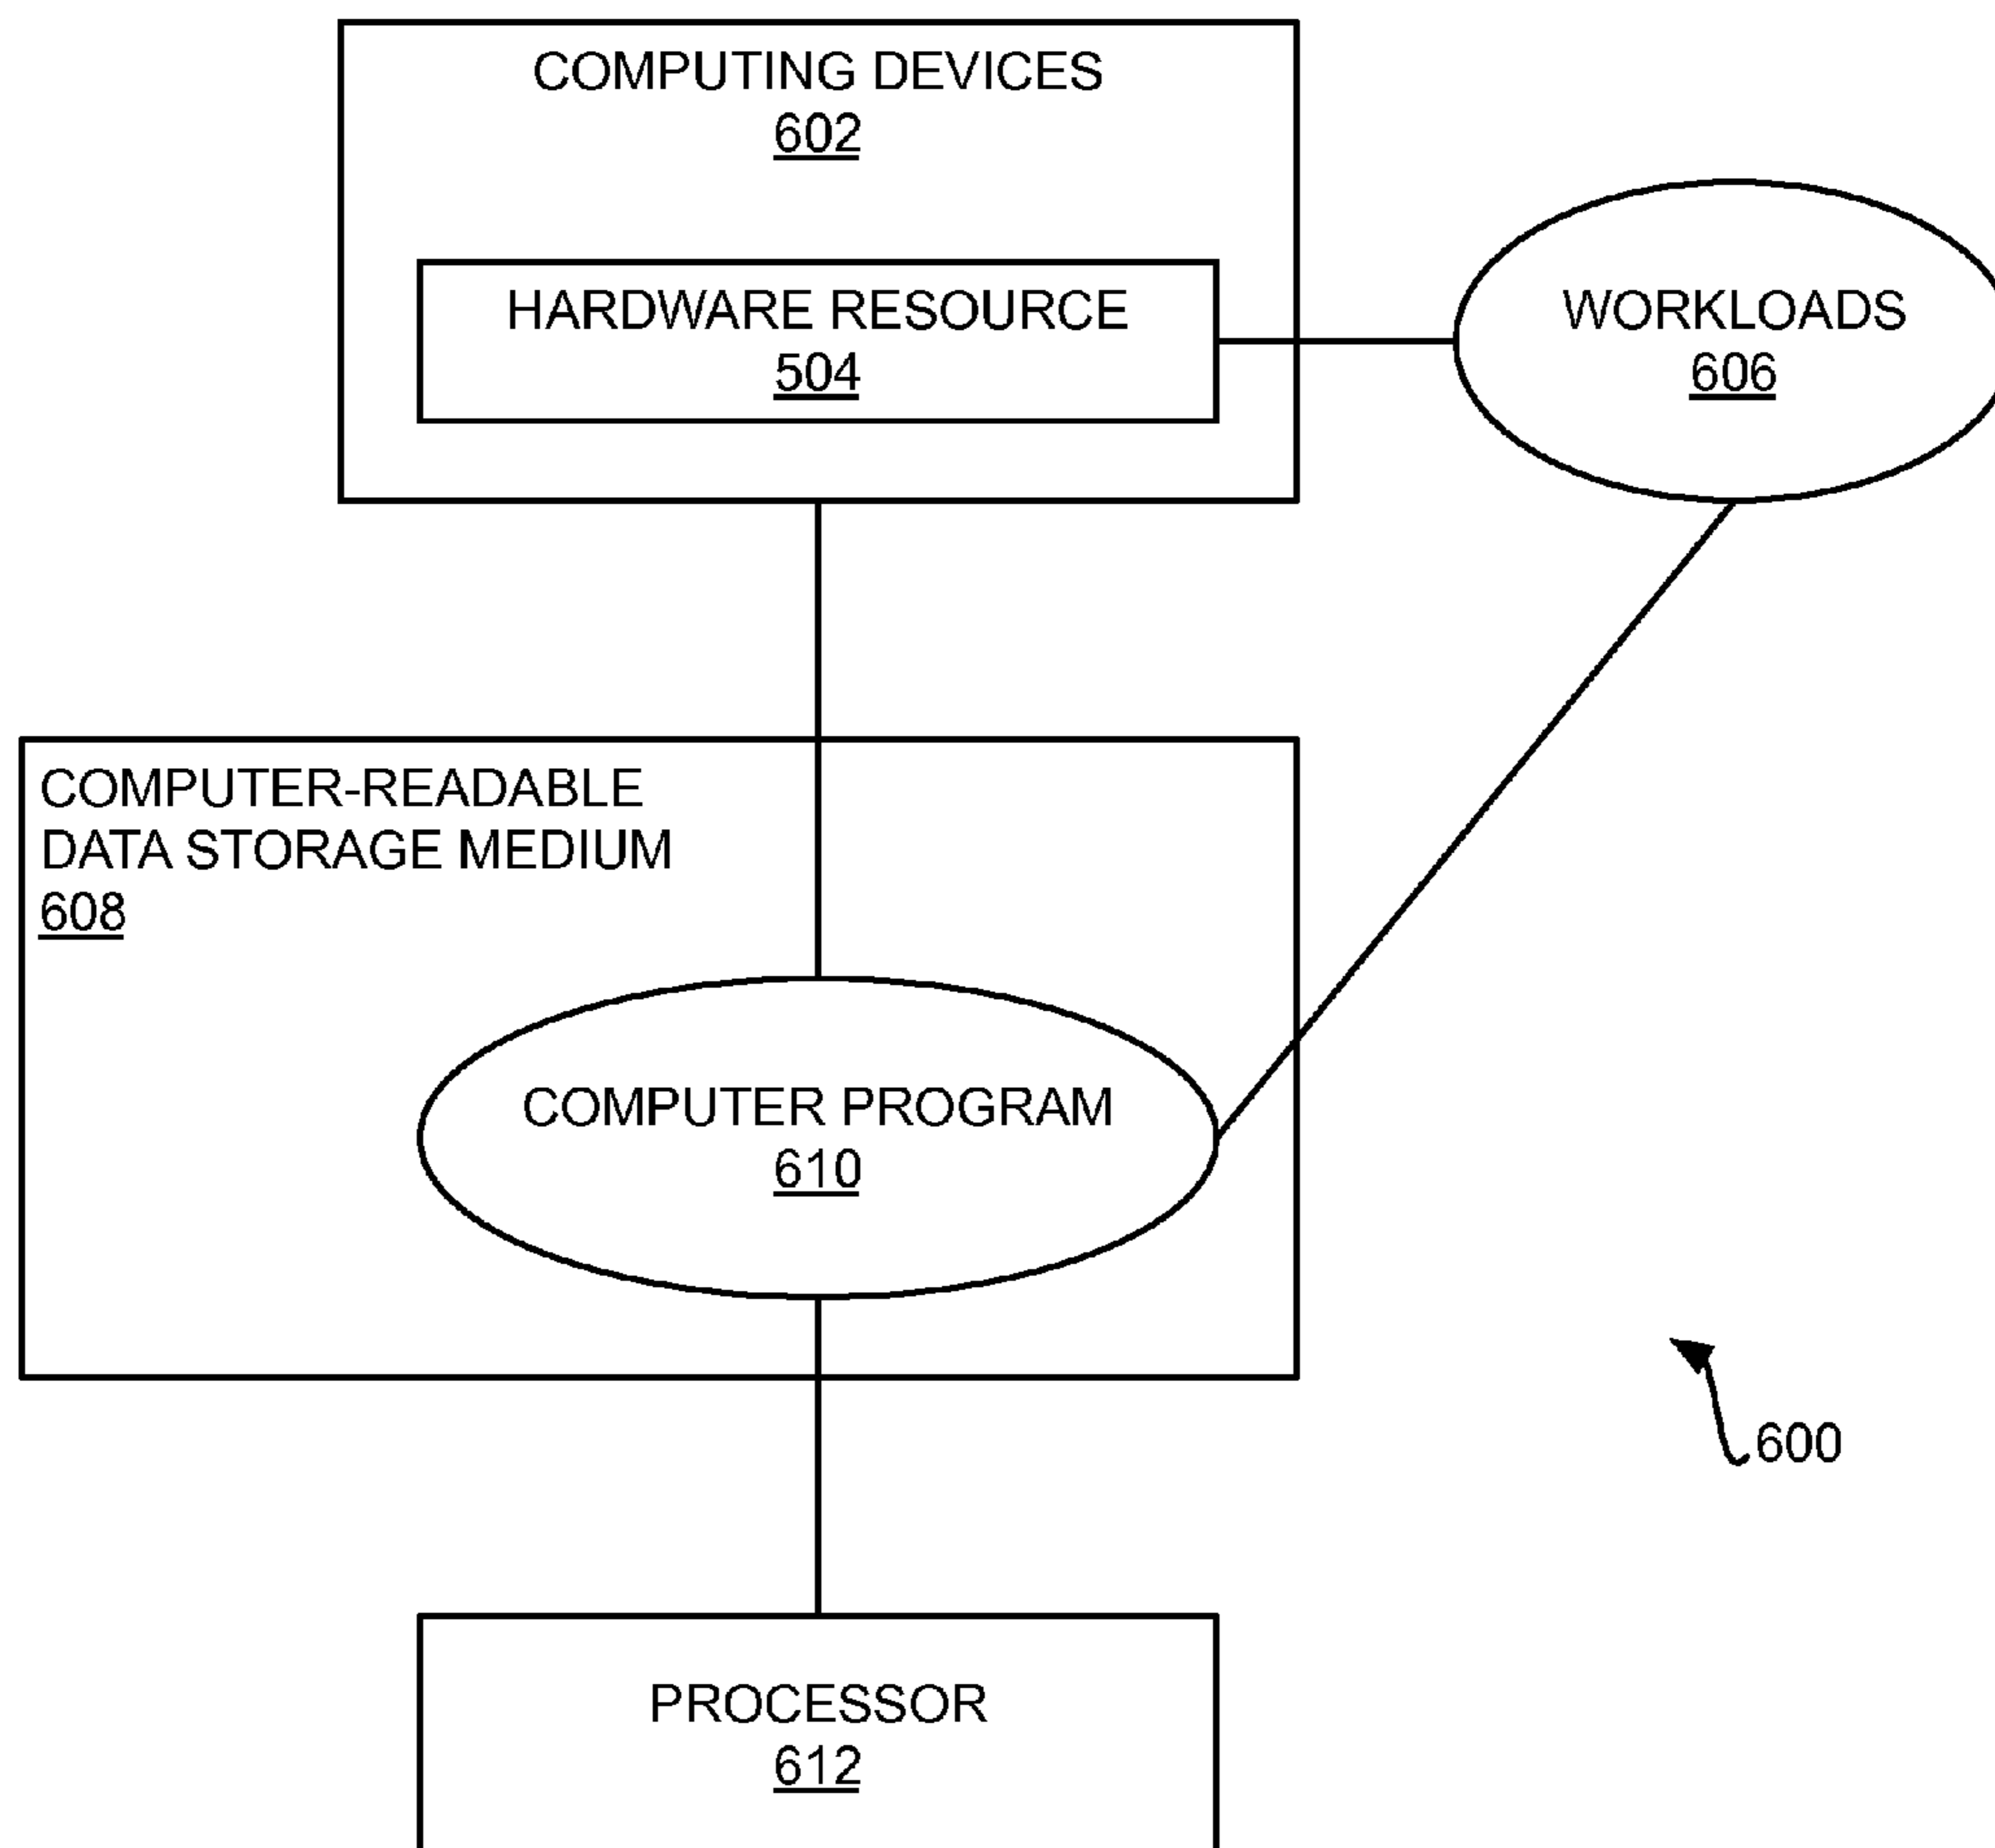 COMPUTING DEVICES
602
HARDWARE RESOURCE
504
WORKLOADS
606
COMPUTER-READABLE
DATA STORAGE MEDIUM
608
COMPUTER PROGRAM
610
600
PROCESSOR
612